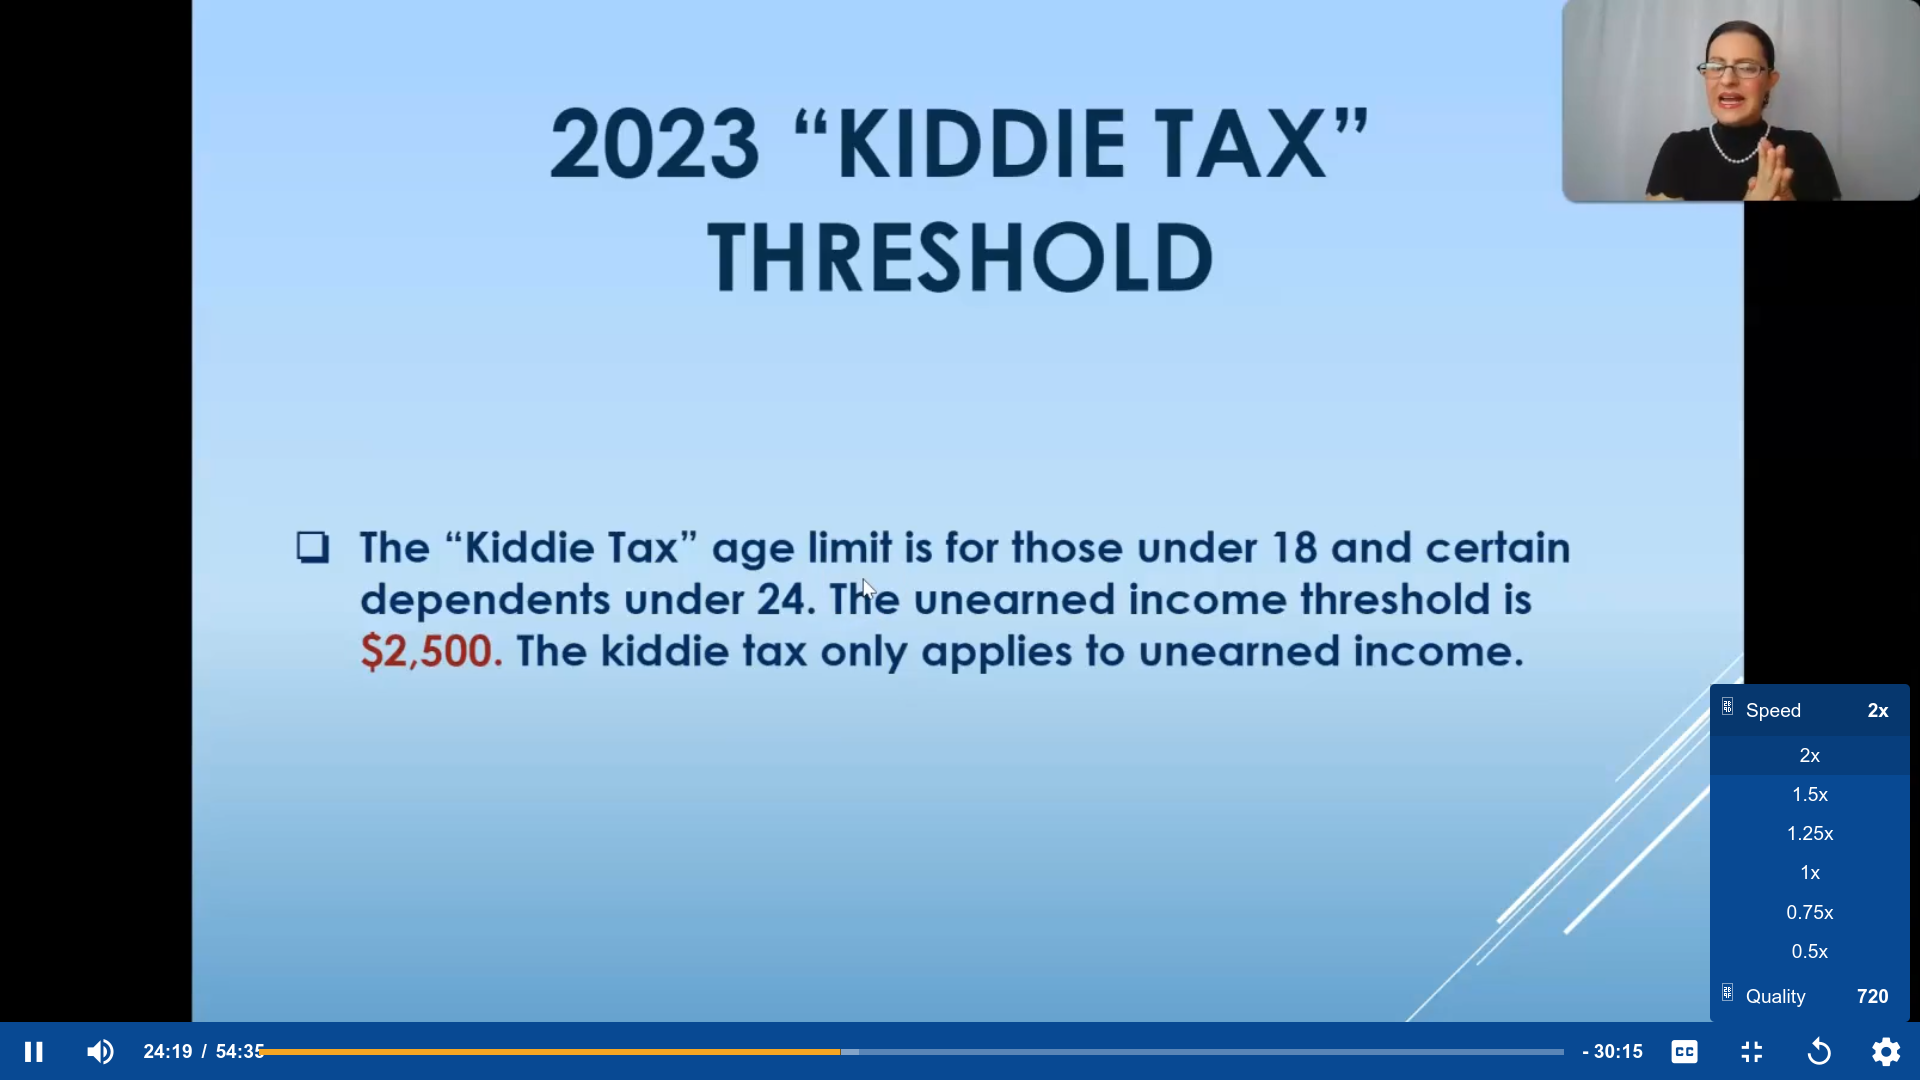 2023 “KIDDIE TAX”
THRESHOLD
❑ The “Kiddie Tax” age limit is for those under 18 and certain
dependents under 24. The unearned income threshold is
$2,500. The kiddie tax only applies to unearned income.
Speed 2x
2x
1.5x
1.25x
1x
0.75x
0.5x
Quality 720
24:19 / 54:35 - 30:15 CC